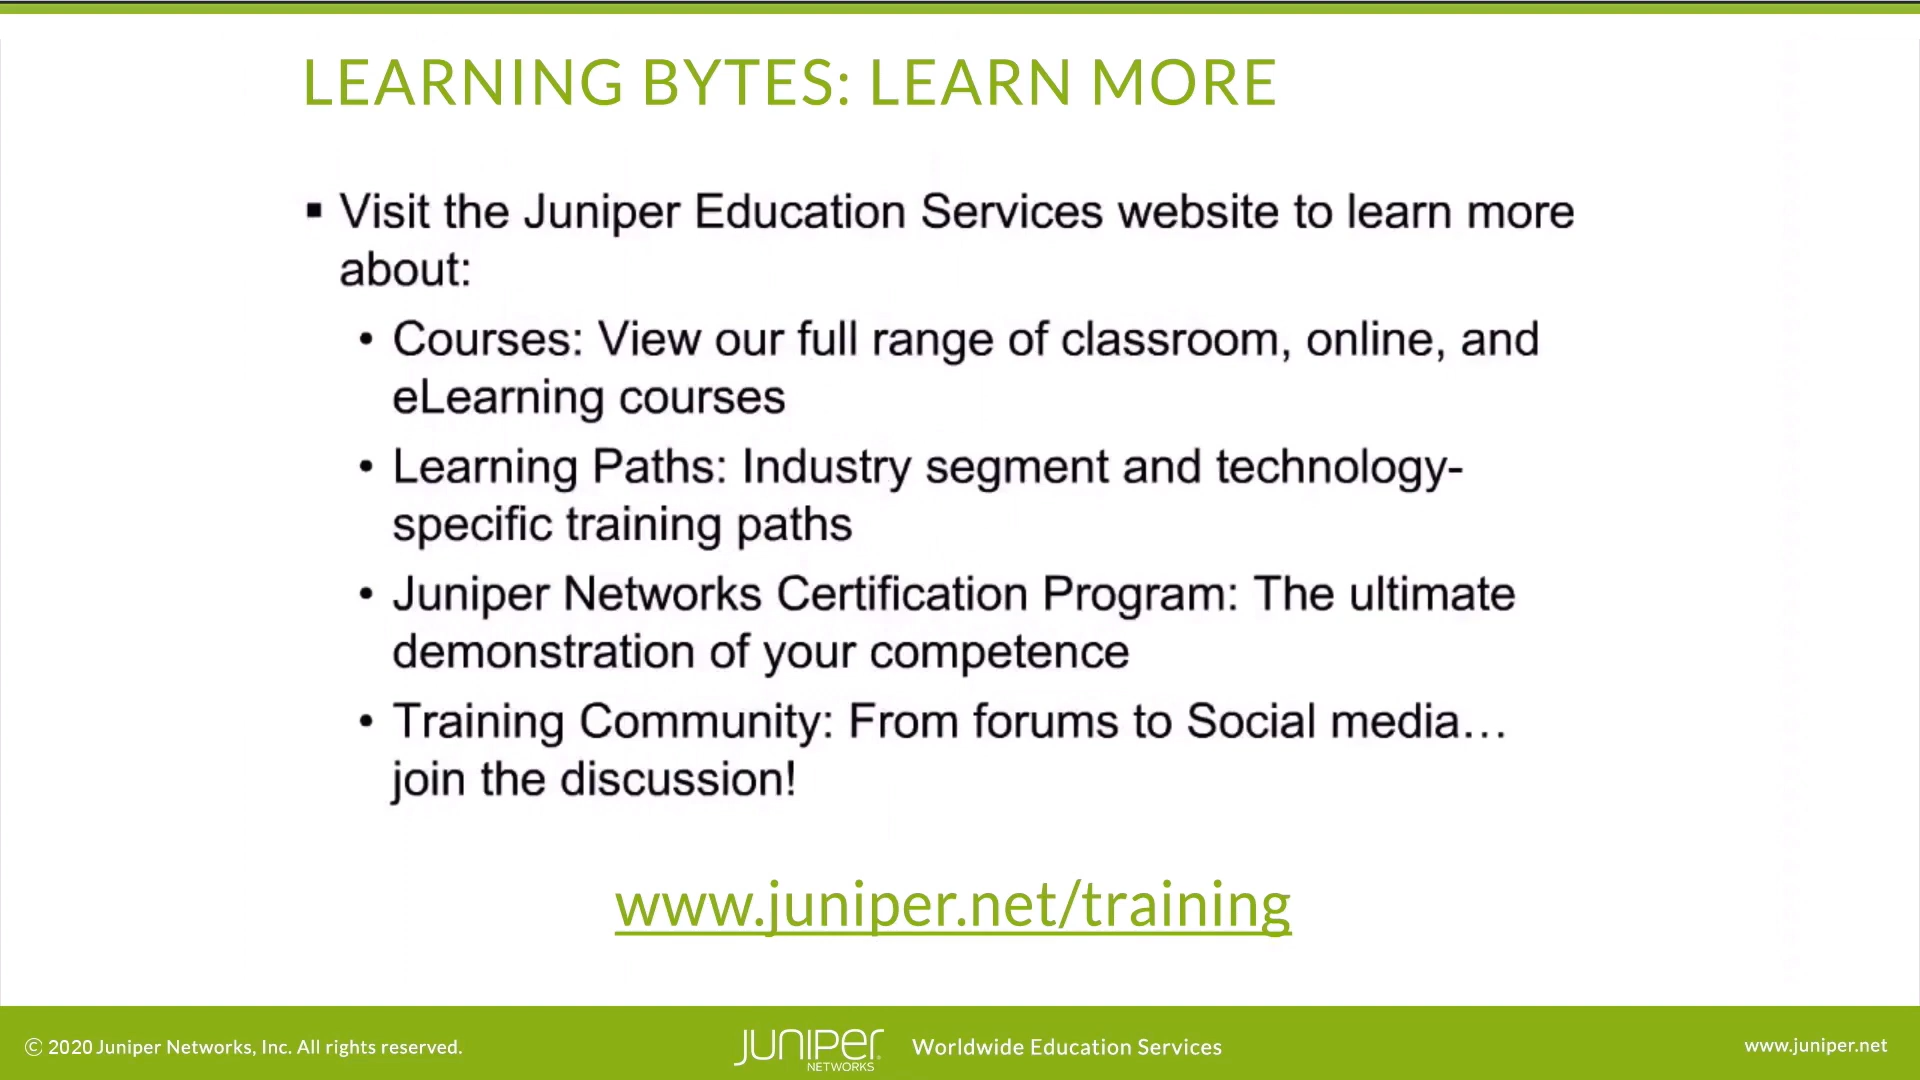 LEARNING BYTES: LEARN MORE
▪ Visit the Juniper Education Services website to learn more
about:
• Courses: View our full range of classroom, online, and
eLearning courses
• Learning Paths: Industry segment and technology-
specific training paths
• Juniper Networks Certification Program: The ultimate
demonstration of your competence
• Training Community: From forums to Social media…
join the discussion!
www.juniper.net/training
© 2020 Juniper Networks, Inc. All rights reserved.
JUNIPER
NETWORKS
Worldwide Education Services
www.juniper.net